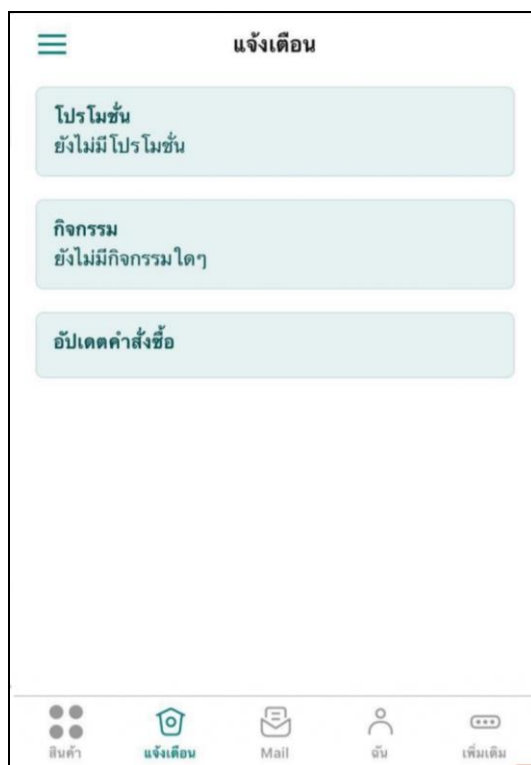 แจ้งเตือน
โปรโมชั่น
ยังไม่มีโปรโมชั่น
กิจกรรม
ยังไม่มีกิจกรรมใดๆ
อัปเดตคำสั่งซื้อ
สินค้า แจ้งเตือน Mail ฉัน เพิ่มเติม